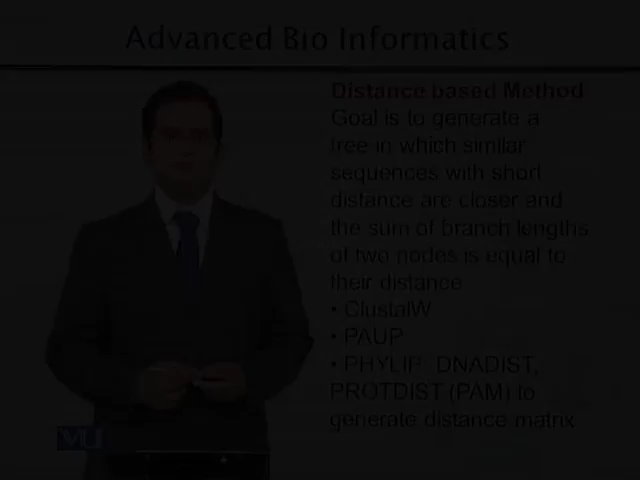 Advanced Bio Informatics
Distance based Method
Goal is to generate a
tree in which similar
sequences with short
distance are closer and
the sum of branch lengths
of two nodes is equal to
their distance
• ClustalW
• PAUP
• PHYLIP: DNADIST,
PROTDIST (PAM) to
generate distance matrix
VU